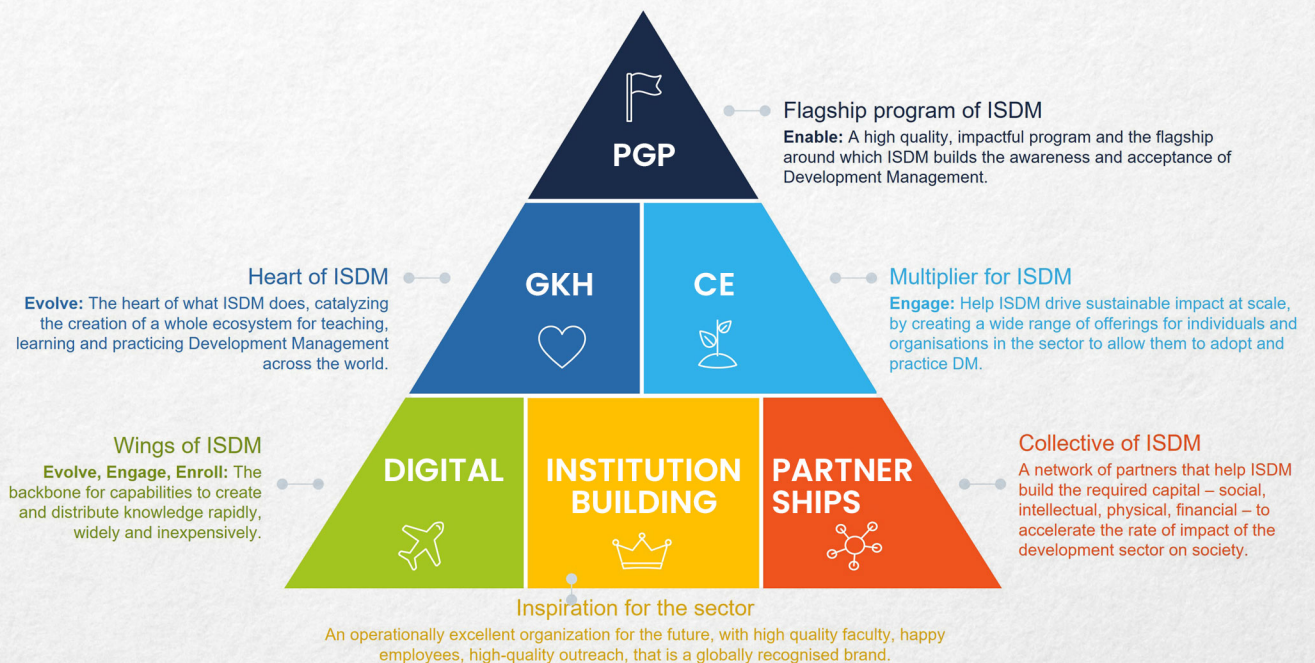 PGP
Flagship program of ISDM
Enable: A high quality, impactful program and the flagship
around which ISDM builds the awareness and acceptance of
Development Management.
Heart of ISDM
Evolve: The heart of what ISDM does, catalyzing
the creation of a whole ecosystem for teaching,
learning and practicing Development Management
across the world.
GKH
CE
Multiplier for ISDM
Engage: Help ISDM drive sustainable impact at scale,
by creating a wide range of offerings for individuals and
organisations in the sector to allow them to adopt and
practice DM.
Wings of ISDM
Evolve, Engage, Enroll: The
backbone for capabilities to create
and distribute knowledge rapidly,
widely and inexpensively.
DIGITAL
INSTITUTION
BUILDING
PARTNER
SHIPS
Collective of ISDM
A network of partners that help ISDM
build the required capital – social,
intellectual, physical, financial – to
accelerate the rate of impact of the
development sector on society.
Inspiration for the sector
An operationally excellent organization for the future, with high quality faculty, happy
employees, high-quality outreach, that is a globally recognised brand.